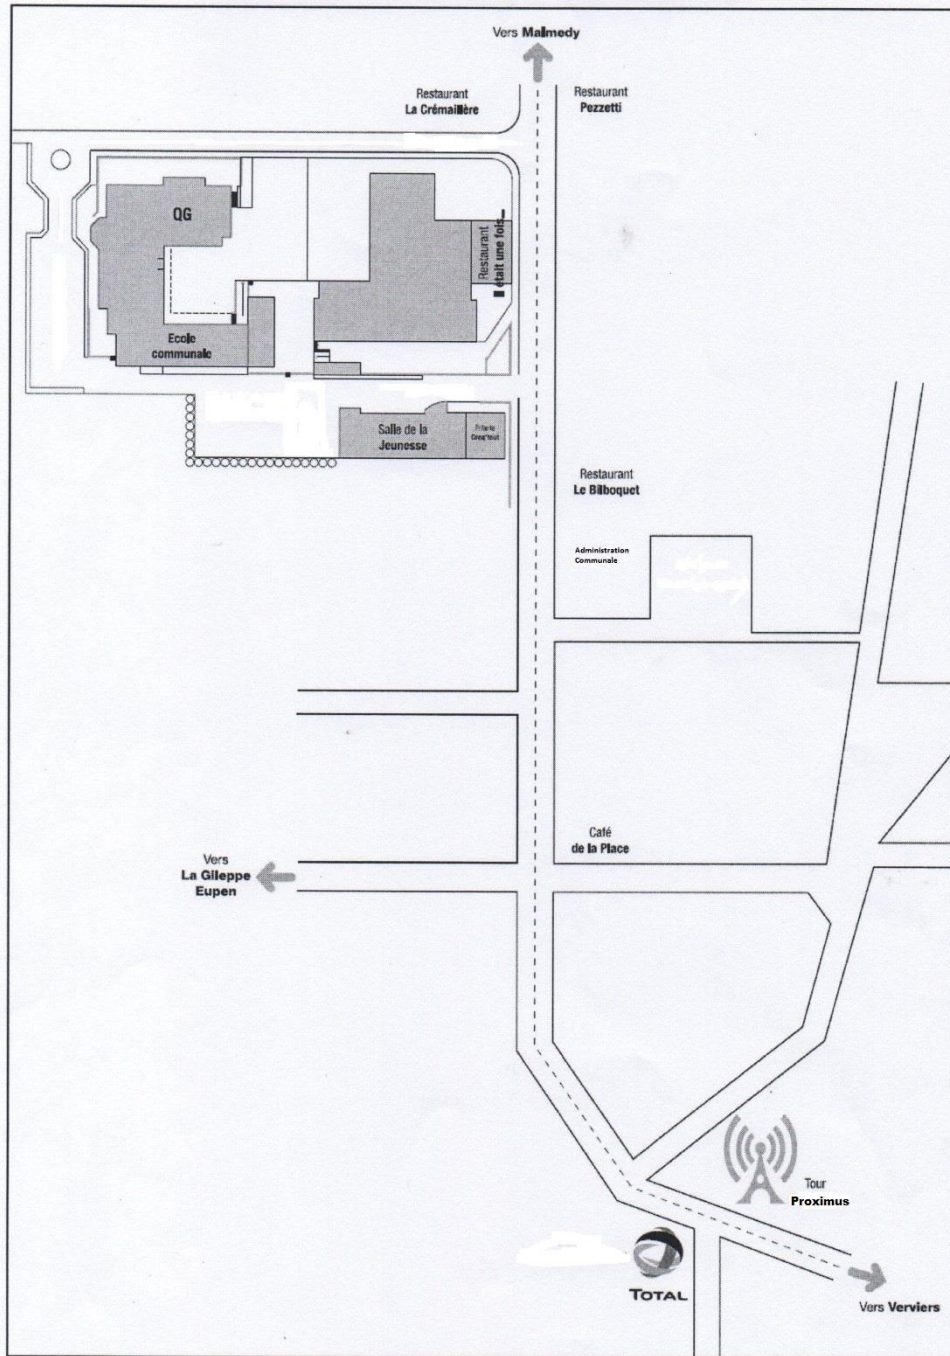 Vers Malmedy
Restaurant
La Crémaillère
Restaurant
Pezzetti
QG
Restaurant
Il était une fois...
Ecole
communale
Salle de la
Jeunesse
Restaurant
Le Bilboquet
Administration
Communale
Café
de la Place
Vers
La Gileppe
Eupen
Tour
Proximus
TOTAL
Vers Verviers